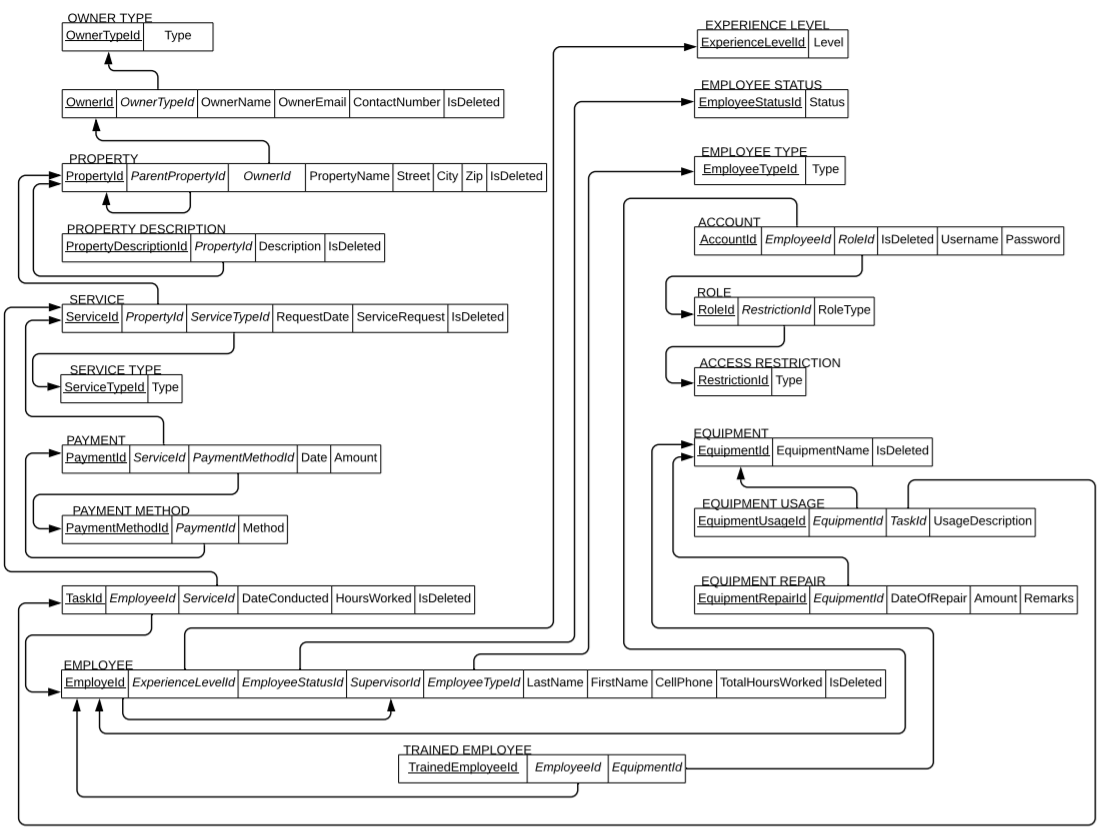 OWNER TYPE
OwnerTypeId Type
OwnerId OwnerTypeId OwnerName OwnerEmail ContactNumber IsDeleted
PROPERTY
PropertyId ParentPropertyId OwnerId PropertyName Street City Zip IsDeleted
PROPERTY DESCRIPTION
PropertyDescriptionId PropertyId Description IsDeleted
SERVICE
ServiceId PropertyId ServiceTypeId RequestDate ServiceRequest IsDeleted
SERVICE TYPE
ServiceTypeId Type
PAYMENT
PaymentId ServiceId PaymentMethodId Date Amount
PAYMENT METHOD
PaymentMethodId PaymentId Method
TaskId EmployeeId ServiceId DateConducted HoursWorked IsDeleted
EMPLOYEE
EmployeId ExperienceLevelId EmployeeStatusId SupervisorId EmployeeTypeId LastName FirstName CellPhone TotalHoursWorked IsDeleted
TRAINED EMPLOYEE
TrainedEmployeeId EmployeeId EquipmentId
EXPERIENCE LEVEL
ExperienceLevelId Level
EMPLOYEE STATUS
EmployeeStatusId Status
EMPLOYEE TYPE
EmployeeTypeId Type
ACCOUNT
AccountId EmployeeId RoleId IsDeleted Username Password
ROLE
RoleId RestrictionId RoleType
ACCESS RESTRICTION
RestrictionId Type
EQUIPMENT
EquipmentId EquipmentName IsDeleted
EQUIPMENT USAGE
EquipmentUsageId EquipmentId TaskId UsageDescription
EQUIPMENT REPAIR
EquipmentRepairId EquipmentId DateOfRepair Amount Remarks